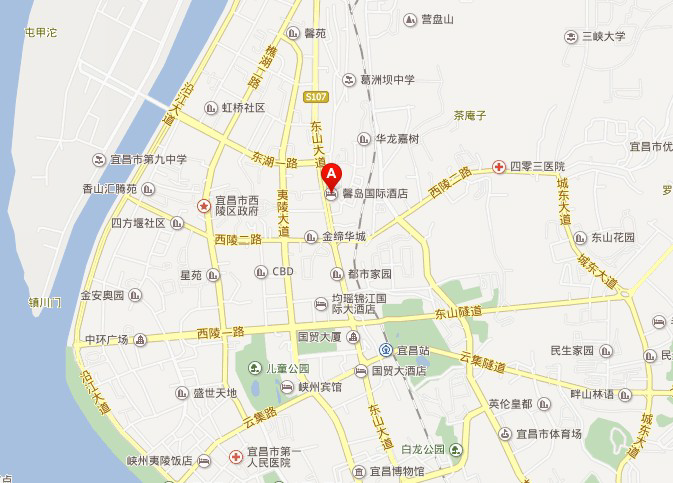 屯甲沱
馨苑
营盘山
三峡大学
樵湖二路
葛洲坝中学
沿江大道
S107
虹桥社区
茶庵子
东山大道
华龙嘉树
宜昌市优
宜昌市第九中学
东湖一路
四零三医院
A
西陵二路
香山汇腾苑
馨岛国际酒店
城东大道
罗
宜昌市西
陵区政府
夷陵大道
四方堰社区
西陵二路
金缔华城
东山花园
星苑
CBD
都市家园
城东大道
镇川门
金安奥园
均瑶锦江国
际大酒店
东山隧道
西陵一路
中环广场
国贸大厦
宜昌站
民生家园
民
云集隧道
儿童公园
国贸大酒店
沿江大道
峡州宾馆
盛世天地
畔山林语
英伦皇都
云集路
东山大道
城东大道
宜昌市体育场
白龙公园
峡州夷陵饭店
宜昌市第一
人民医院
宜昌博物馆
点